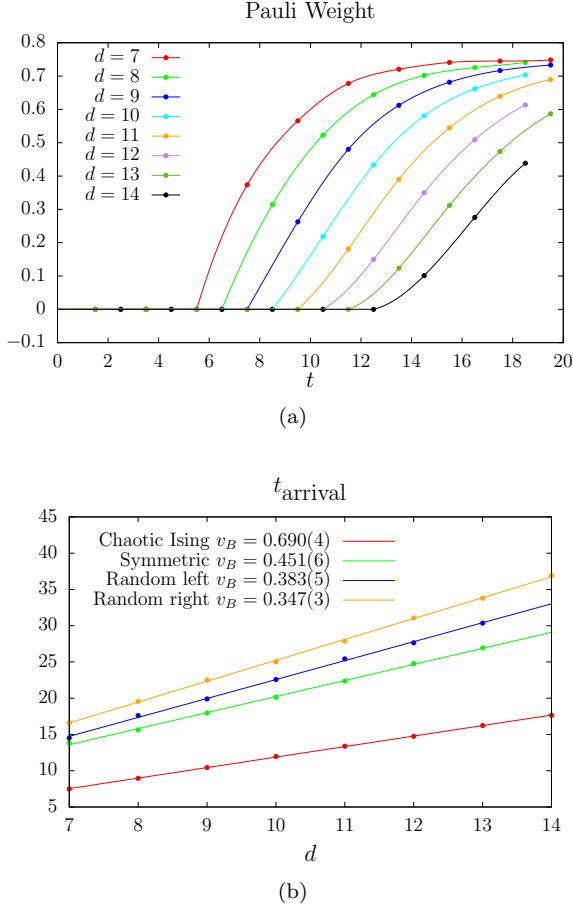 Pauli Weight
0.8
0.7
0.6
0.5
0.4
0.3
0.2
0.1
0
−0.1
d = 7
d = 8
d = 9
d = 10
d = 11
d = 12
d = 13
d = 14
0 2 4 6 8 10 12 14 16 18 20
t
(a)
t_arrival
45
40
35
30
25
20
15
10
5
Chaotic Ising v_B = 0.690(4)
Symmetric v_B = 0.451(6)
Random left v_B = 0.383(5)
Random right v_B = 0.347(3)
7 8 9 10 11 12 13 14
d
(b)